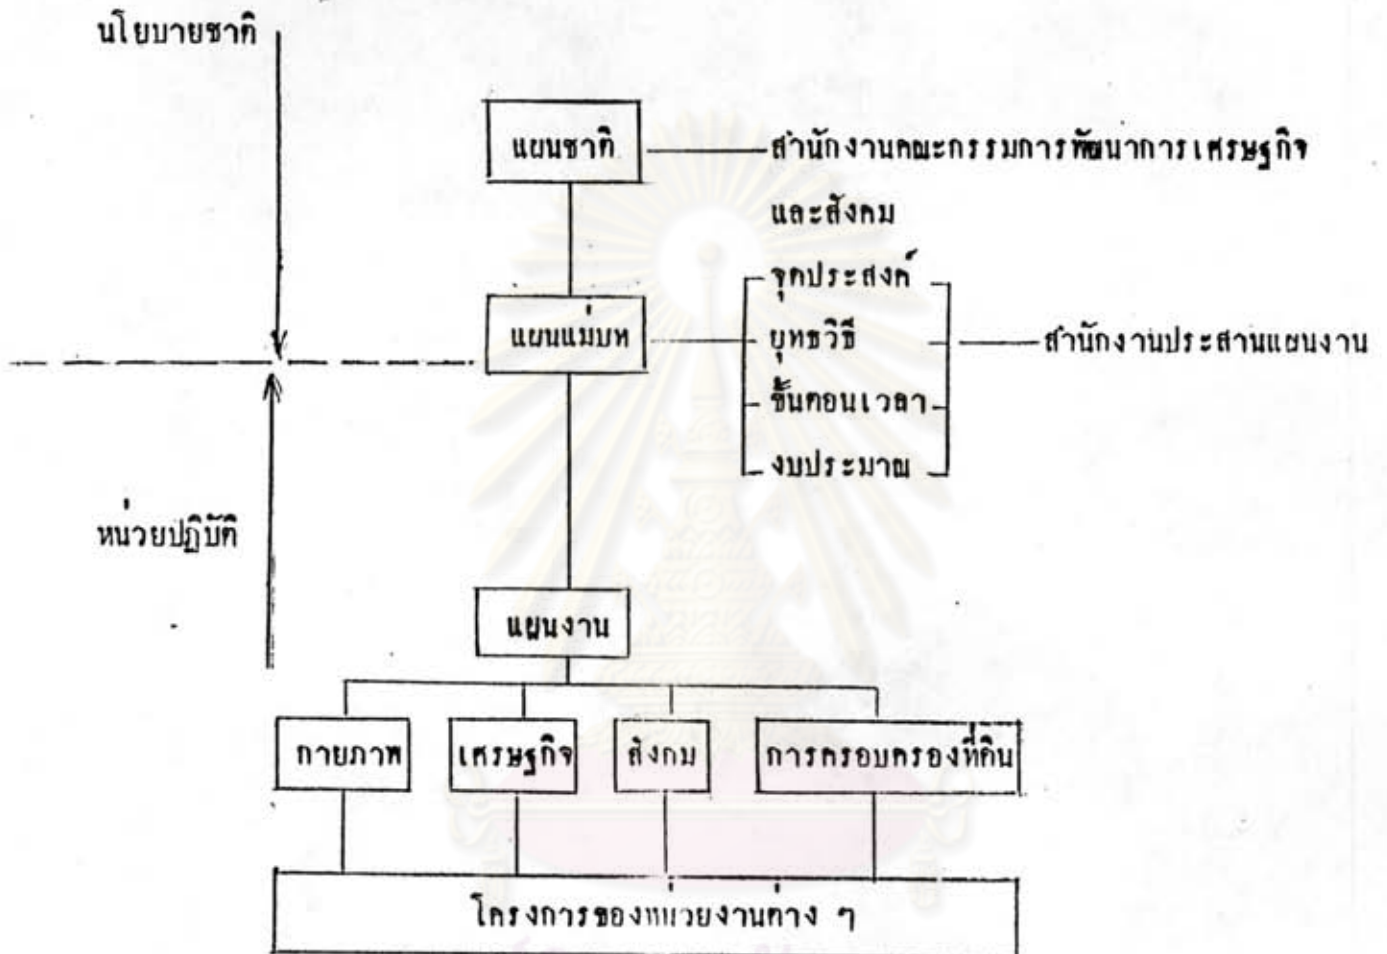 นโยบายชาติ
แผนชาติ
สำนักงานคณะกรรมการพัฒนาการเศรษฐกิจ
และสังคม
จุดประสงค์
แผนแม่บท
ยุทธวิธี
สำนักงานประสานแผนงาน
ขั้นตอนเวลา
งบประมาณ
หน่วยปฏิบัติ
แผนงาน
กายภาพ
เศรษฐกิจ
สังคม
การครอบครองที่ดิน
โครงการของหน่วยงานต่าง ๆ